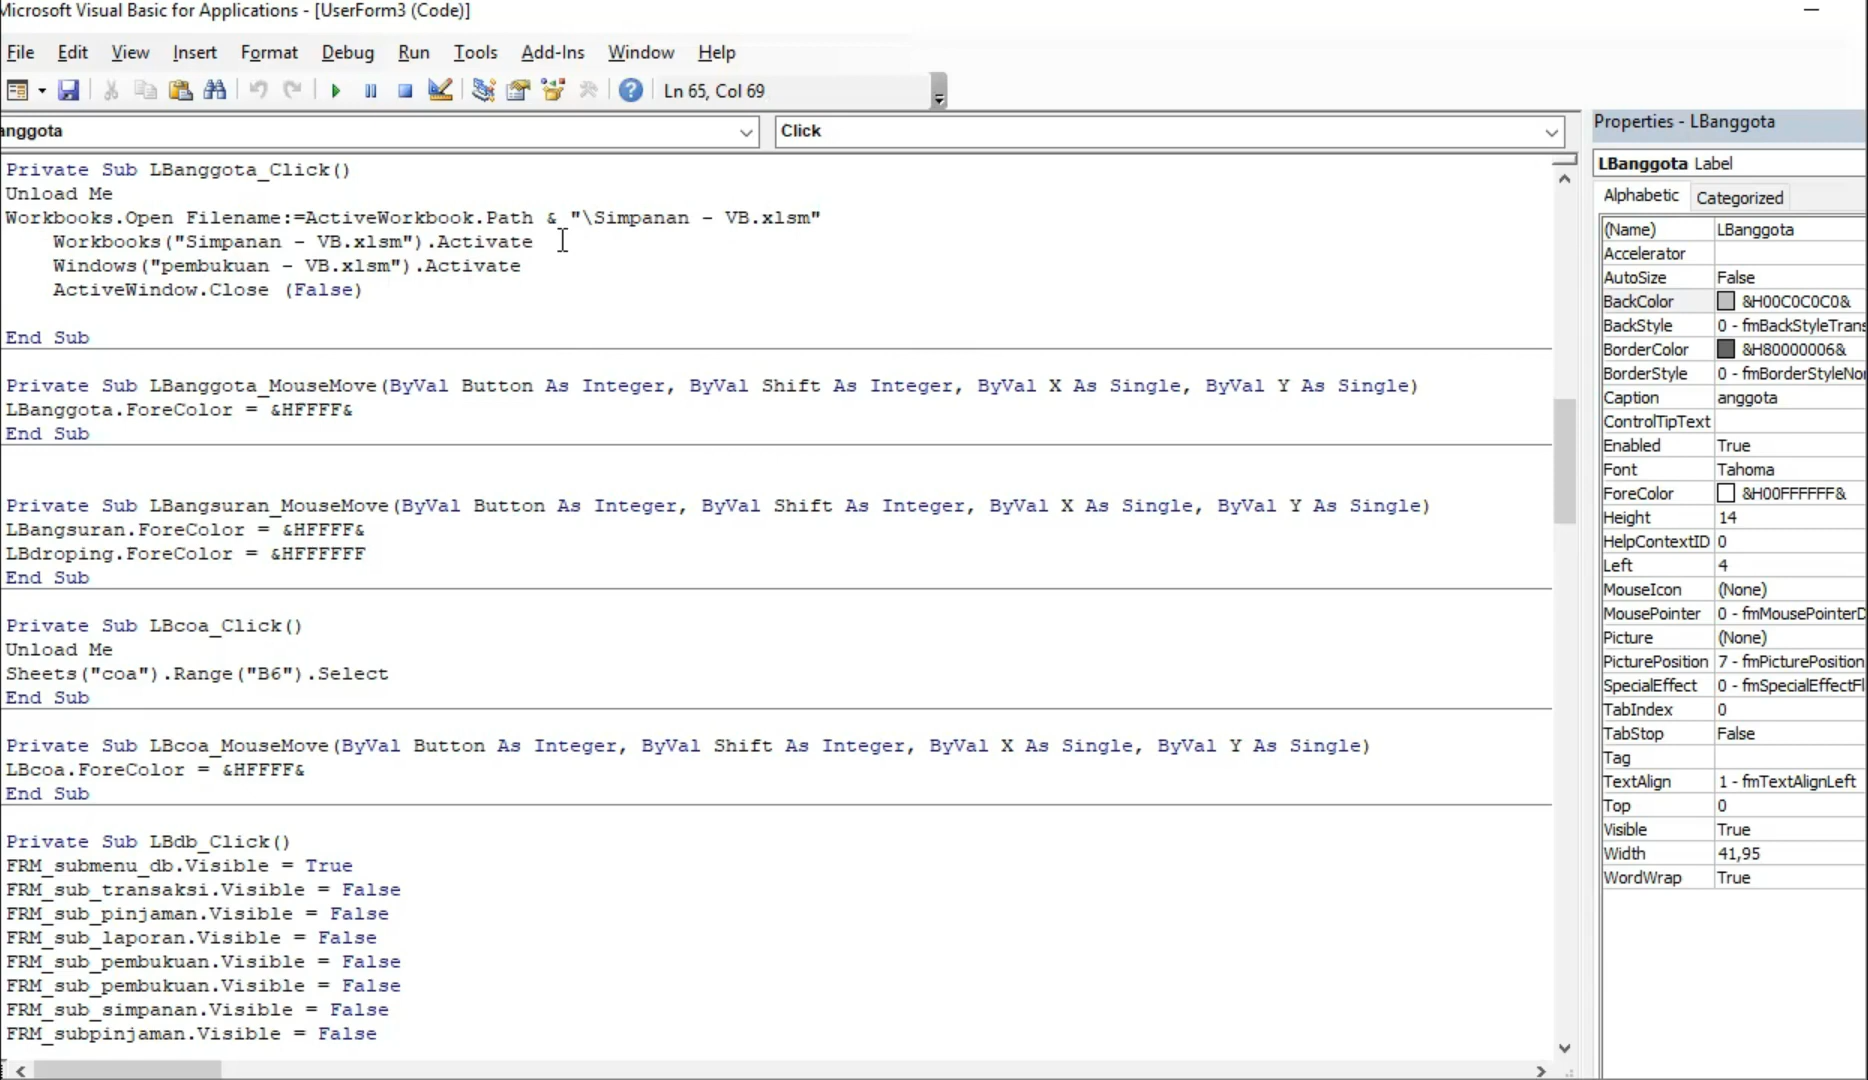 Microsoft Visual Basic for Applications - [UserForm3 (Code)]
File Edit View Insert Format Debug Run Tools Add-Ins Window Help
Ln 65, Col 69
anggota Click
Private Sub LBanggota_Click()
Unload Me
Workbooks.Open Filename:=ActiveWorkbook.Path & "\Simpanan - VB.xlsm"
Workbooks("Simpanan - VB.xlsm").Activate
Windows("pembukuan - VB.xlsm").Activate
ActiveWindow.Close (False)
End Sub
Private Sub LBanggota_MouseMove(ByVal Button As Integer, ByVal Shift As Integer, ByVal X As Single, ByVal Y As Single)
LBanggota.ForeColor = &HFFFF&
End Sub
Private Sub LBangsuran_MouseMove(ByVal Button As Integer, ByVal Shift As Integer, ByVal X As Single, ByVal Y As Single)
LBangsuran.ForeColor = &HFFFF&
LBdroping.ForeColor = &HFFFFFF
End Sub
Private Sub LBcoa_Click()
Unload Me
Sheets("coa").Range("B6").Select
End Sub
Private Sub LBcoa_MouseMove(ByVal Button As Integer, ByVal Shift As Integer, ByVal X As Single, ByVal Y As Single)
LBcoa.ForeColor = &HFFFF&
End Sub
Private Sub LBdb_Click()
FRM_submenu_db.Visible = True
FRM_sub_transaksi.Visible = False
FRM_sub_pinjaman.Visible = False
FRM_sub_laporan.Visible = False
FRM_sub_pembukuan.Visible = False
FRM_sub_pembukuan.Visible = False
FRM_sub_simpanan.Visible = False
FRM_subpinjaman.Visible = False
Properties - LBanggota
LBanggota Label
Alphabetic Categorized
(Name) LBanggota
Accelerator
AutoSize False
BackColor &H00C0C0C0&
BackStyle 0 - fmBackStyleTrans
BorderColor &H80000006&
BorderStyle 0 - fmBorderStyleNo
Caption anggota
ControlTipText
Enabled True
Font Tahoma
ForeColor &H00FFFFFF&
Height 14
HelpContextID 0
Left 4
MouseIcon (None)
MousePointer 0 - fmMousePointerD
Picture (None)
PicturePosition 7 - fmPicturePosition
SpecialEffect 0 - fmSpecialEffectFl
TabIndex 0
TabStop False
Tag
TextAlign 1 - fmTextAlignLeft
Top 0
Visible True
Width 41,95
WordWrap True